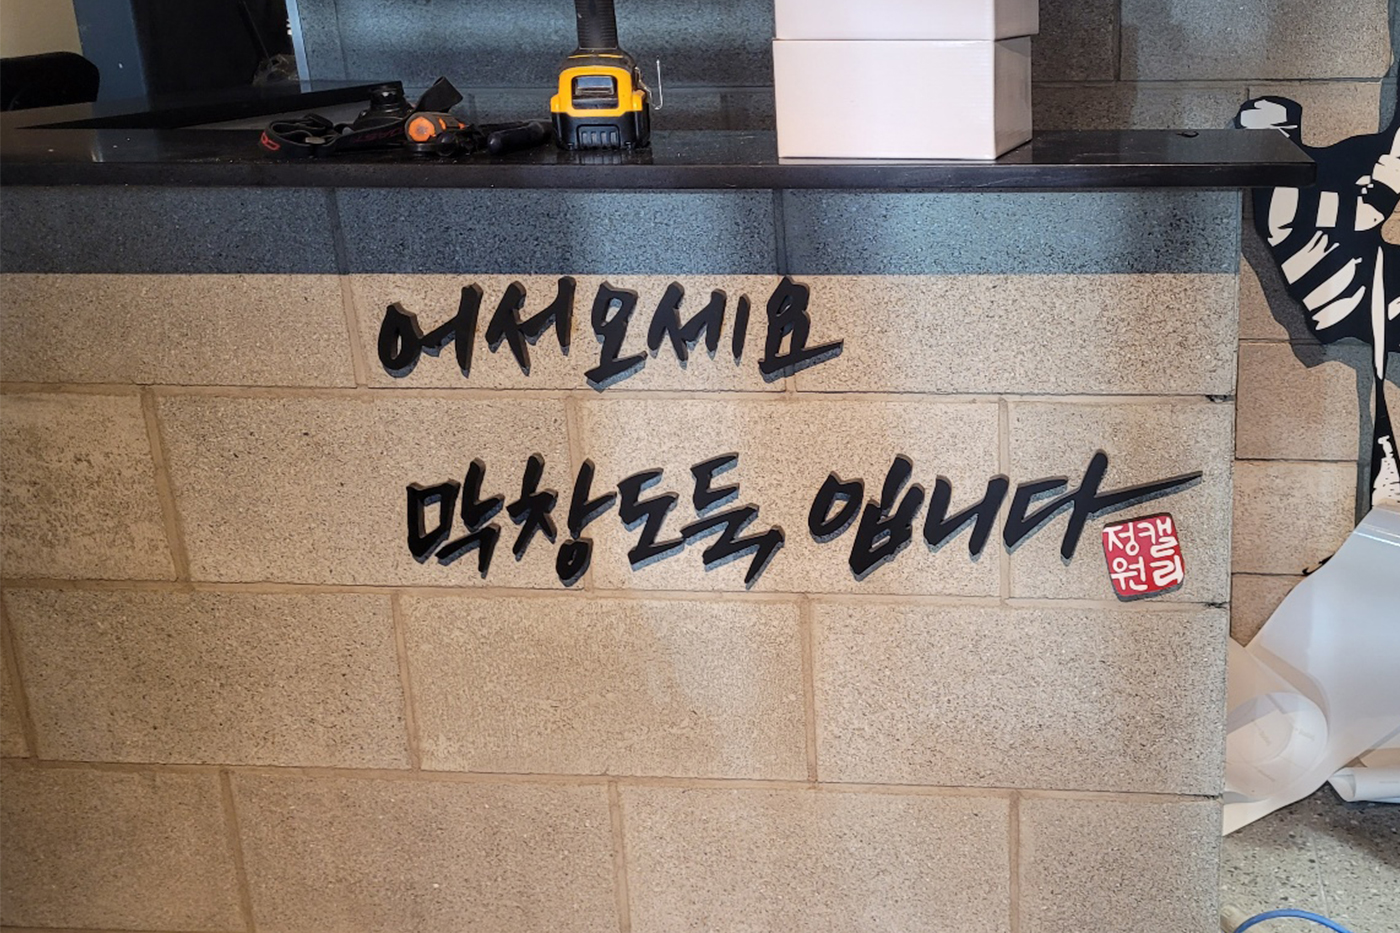 어서오세요
막창도둑 입니다
정캘
원리